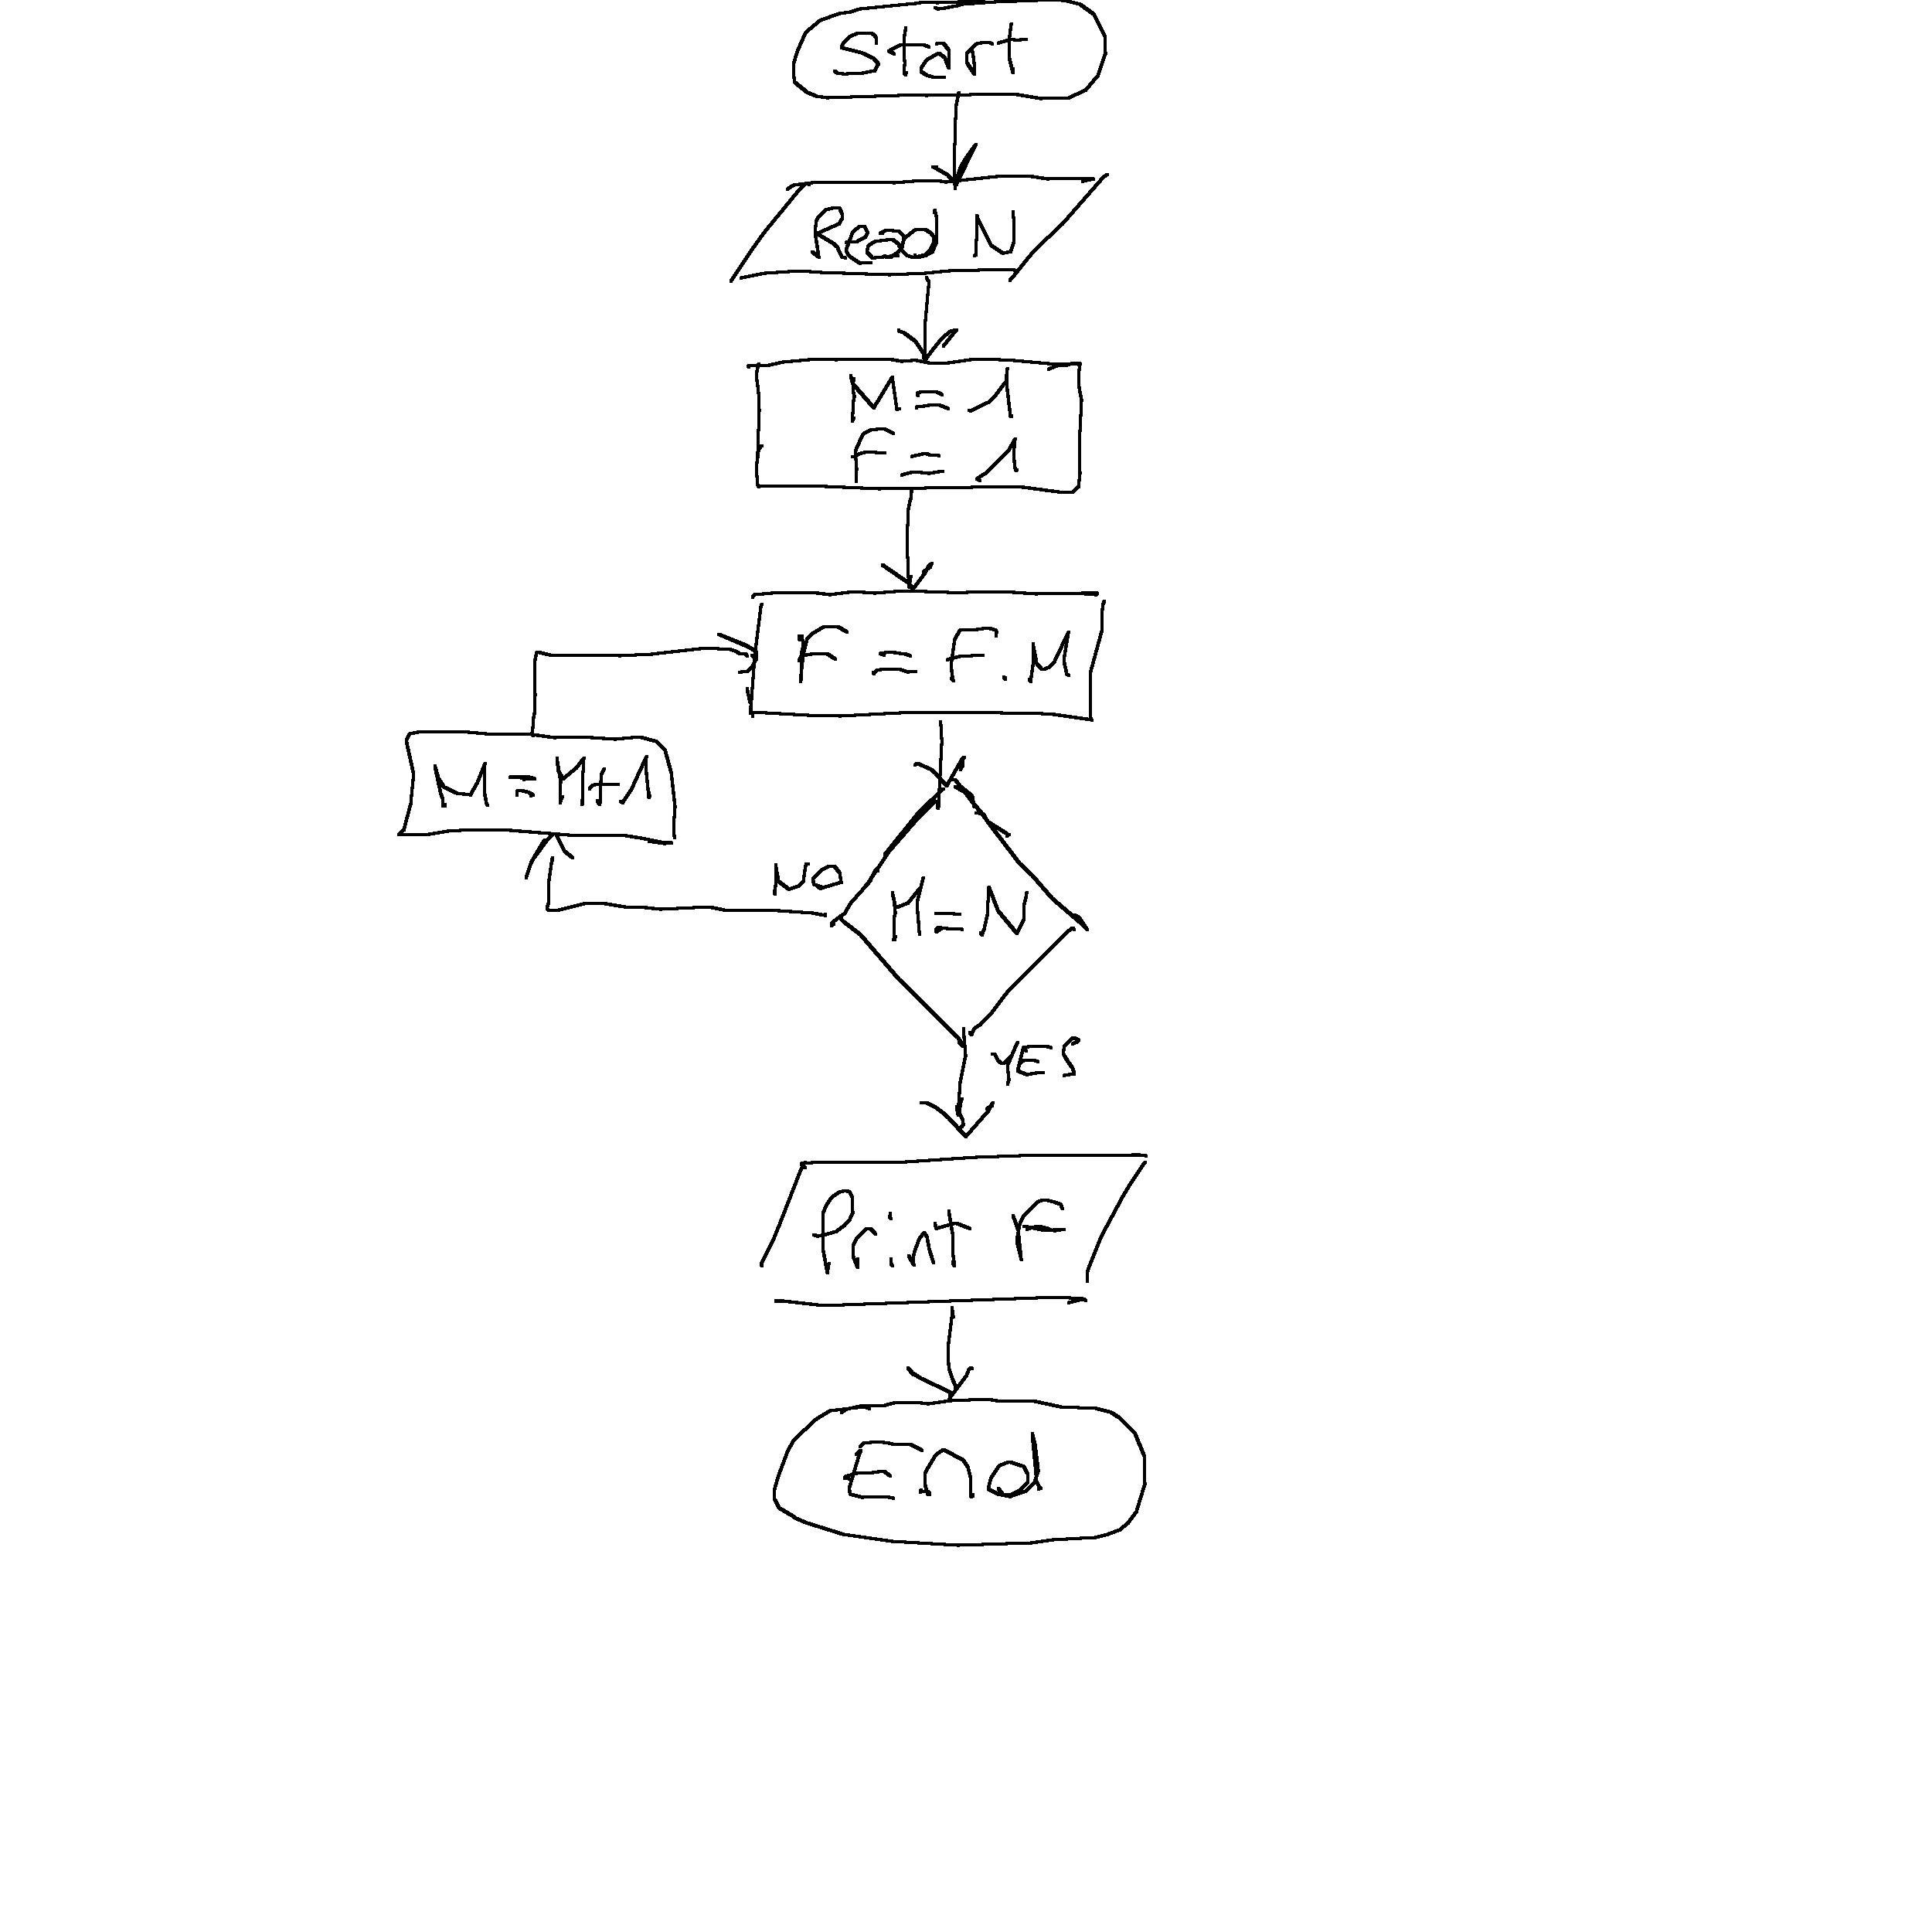 Start
Read N
M = 1
F = 1
F = F.M
M = M+1
NO
M = N
YES
Print F
End